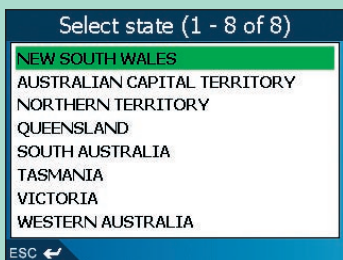 Select state (1 - 8 of 8)
NEW SOUTH WALES
AUSTRALIAN CAPITAL TERRITORY
NORTHERN TERRITORY
QUEENSLAND
SOUTH AUSTRALIA
TASMANIA
VICTORIA
WESTERN AUSTRALIA
ESC